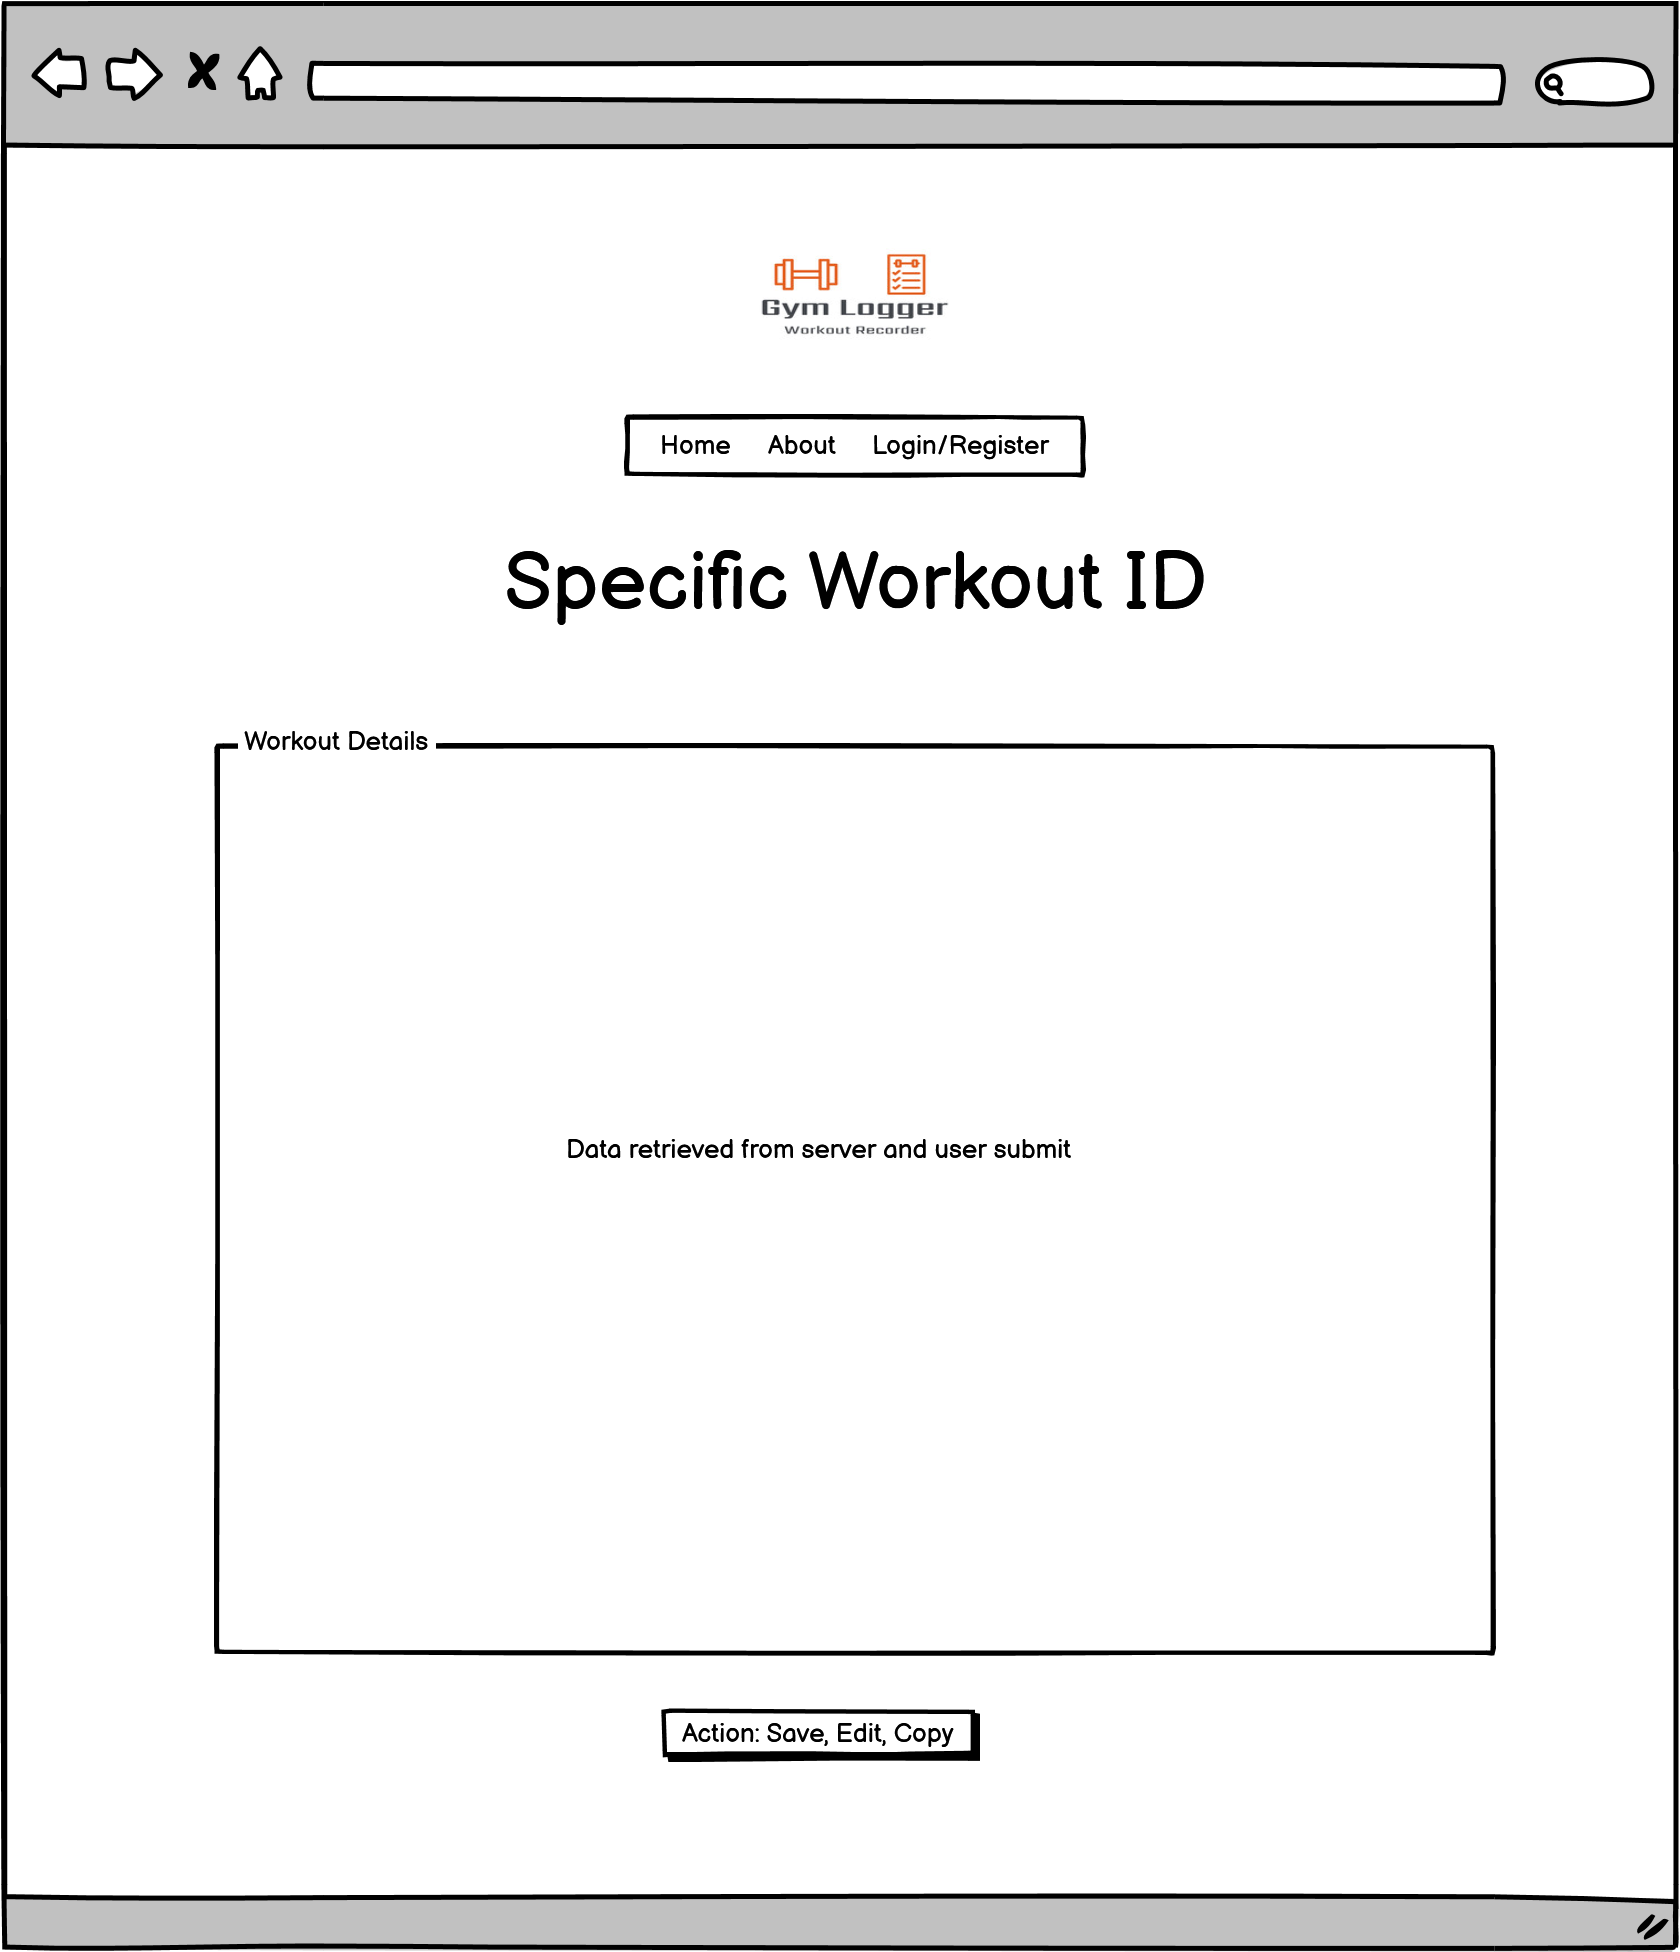 Gym Logger
Workout Recorder
Home About Login/Register
Specific Workout ID
Workout Details
Data retrieved from server and user submit
Action: Save, Edit, Copy